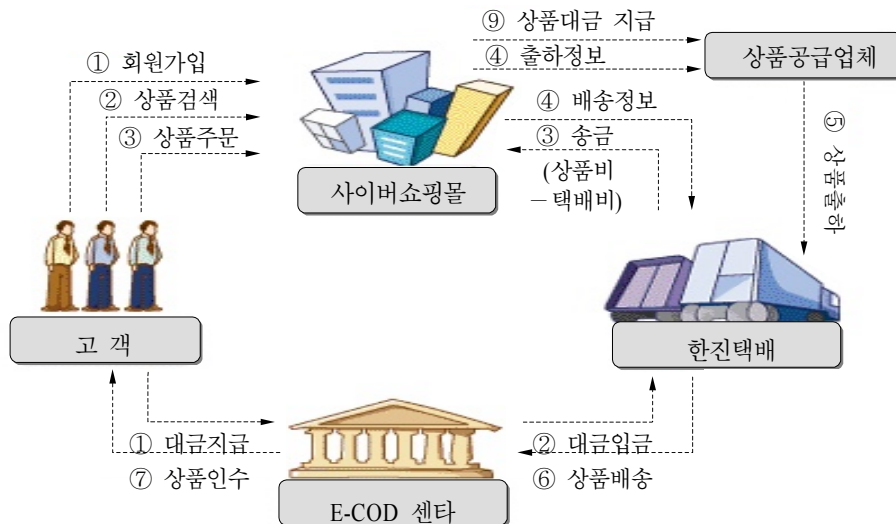 ⑨ 상품대금 지급
④ 출하정보
상품공급업체
① 회원가입
② 상품검색
③ 상품주문
④ 배송정보
③ 송금
(상품비
－택배비)
⑤ 상품출하
사이버쇼핑몰
고 객
한진택배
① 대금지급
⑦ 상품인수
② 대금입금
⑥ 상품배송
E-COD 센타